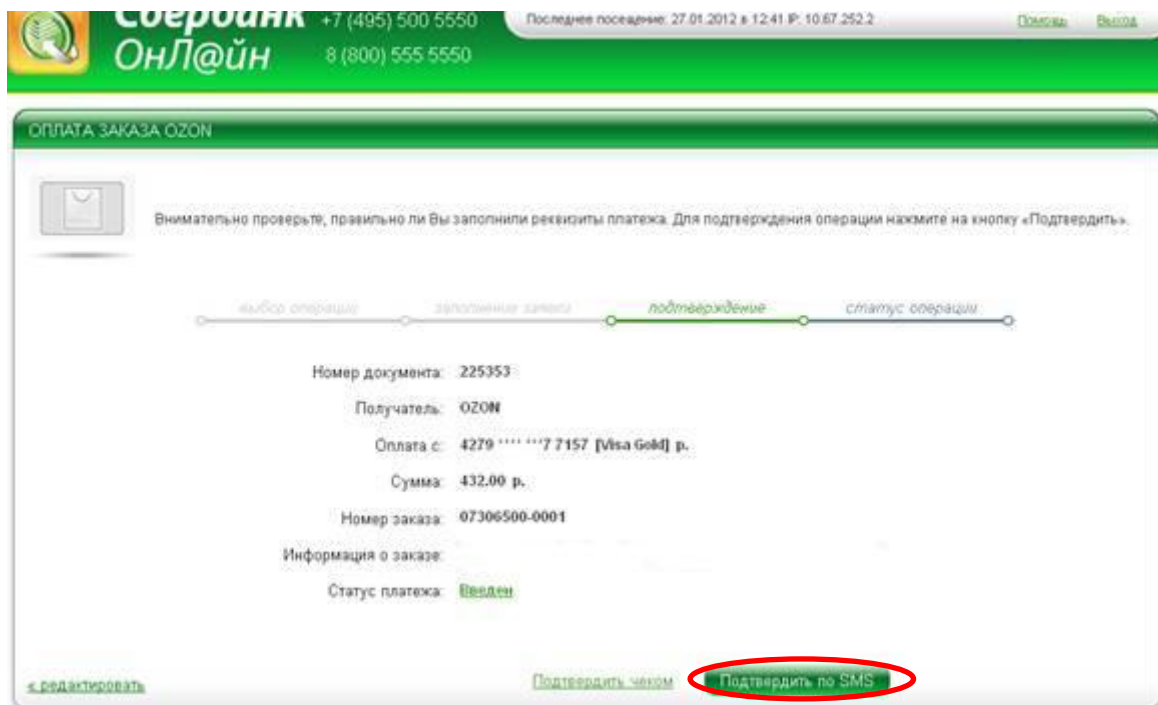 Сбербанк +7 (495) 500 5550 Последнее посещение: 27.01.2012 в 12:41 IP: 10.67.252.2 Помощь Выход
ОнЛ@йн 8 (800) 555 5550
ОПЛАТА ЗАКАЗА OZON
Внимательно проверьте, правильно ли Вы заполнили реквизиты платежа. Для подтверждения операции нажмите на кнопку «Подтвердить».
выбор операции заполнение заявки подтверждение статус операции
Номер документа: 225353
Получатель: OZON
Оплата с: 4279 **** ***7 7157 [Visa Gold] р.
Сумма: 432.00 р.
Номер заказа: 07306500-0001
Информация о заказе:
Статус платежа: Введен
< редактировать Подтвердить чеком Подтвердить по SMS